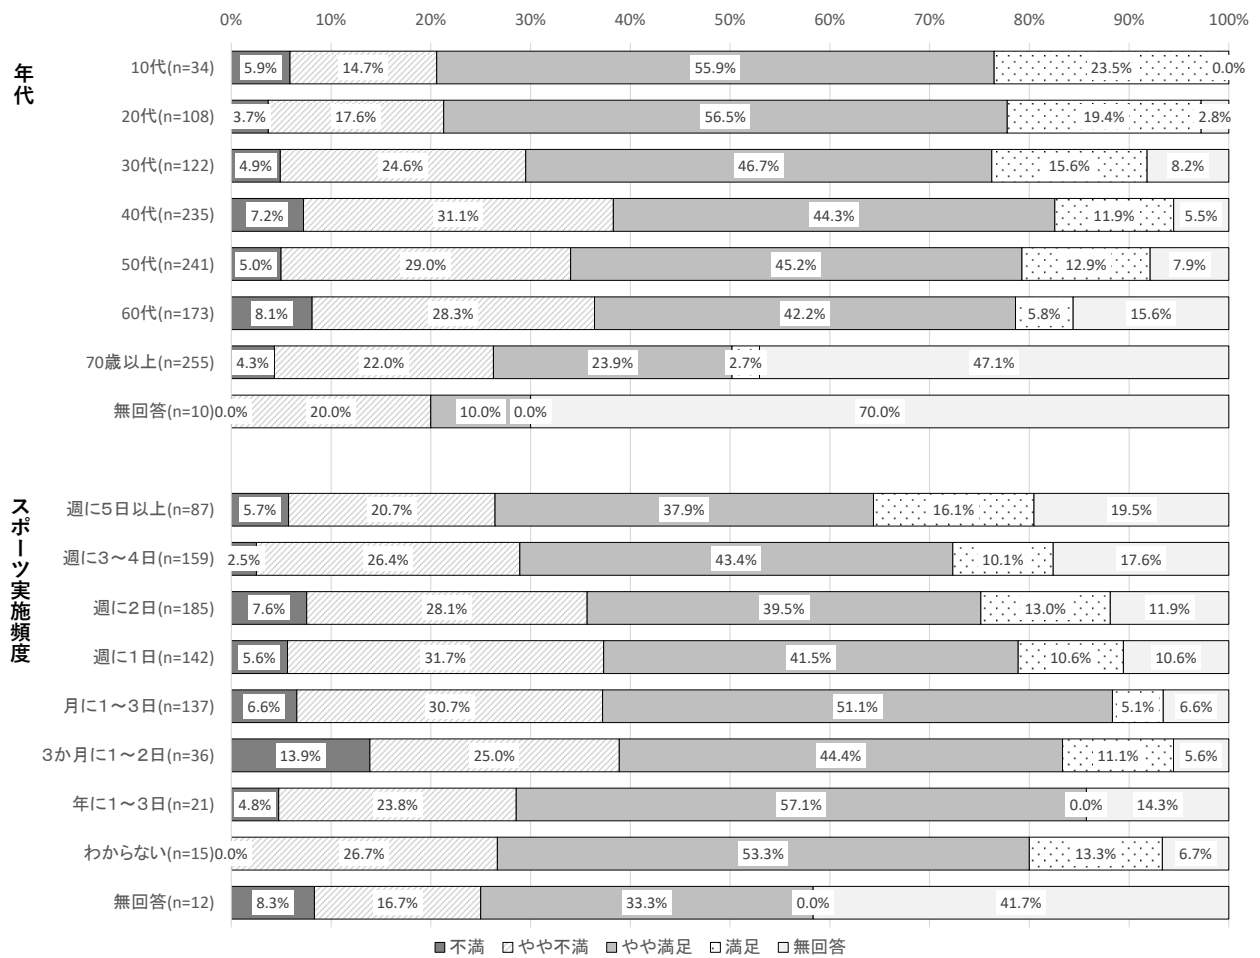 0% 10% 20% 30% 40% 50% 60% 70% 80% 90% 100%
年代
10代(n=34) 5.9% 14.7% 55.9% 23.5% 0.0%
20代(n=108) 3.7% 17.6% 56.5% 19.4% 2.8%
30代(n=122) 4.9% 24.6% 46.7% 15.6% 8.2%
40代(n=235) 7.2% 31.1% 44.3% 11.9% 5.5%
50代(n=241) 5.0% 29.0% 45.2% 12.9% 7.9%
60代(n=173) 8.1% 28.3% 42.2% 5.8% 15.6%
70歳以上(n=255) 4.3% 22.0% 23.9% 2.7% 47.1%
無回答(n=10) 0.0% 20.0% 10.0% 0.0% 70.0%
スポーツ実施頻度
週に5日以上(n=87) 5.7% 20.7% 37.9% 16.1% 19.5%
週に3～4日(n=159) 2.5% 26.4% 43.4% 10.1% 17.6%
週に2日(n=185) 7.6% 28.1% 39.5% 13.0% 11.9%
週に1日(n=142) 5.6% 31.7% 41.5% 10.6% 10.6%
月に1～3日(n=137) 6.6% 30.7% 51.1% 5.1% 6.6%
3か月に1～2日(n=36) 13.9% 25.0% 44.4% 11.1% 5.6%
年に1～3日(n=21) 4.8% 23.8% 57.1% 0.0% 14.3%
わからない(n=15) 0.0% 26.7% 53.3% 13.3% 6.7%
無回答(n=12) 8.3% 16.7% 33.3% 0.0% 41.7%
不満 やや不満 やや満足 満足 無回答